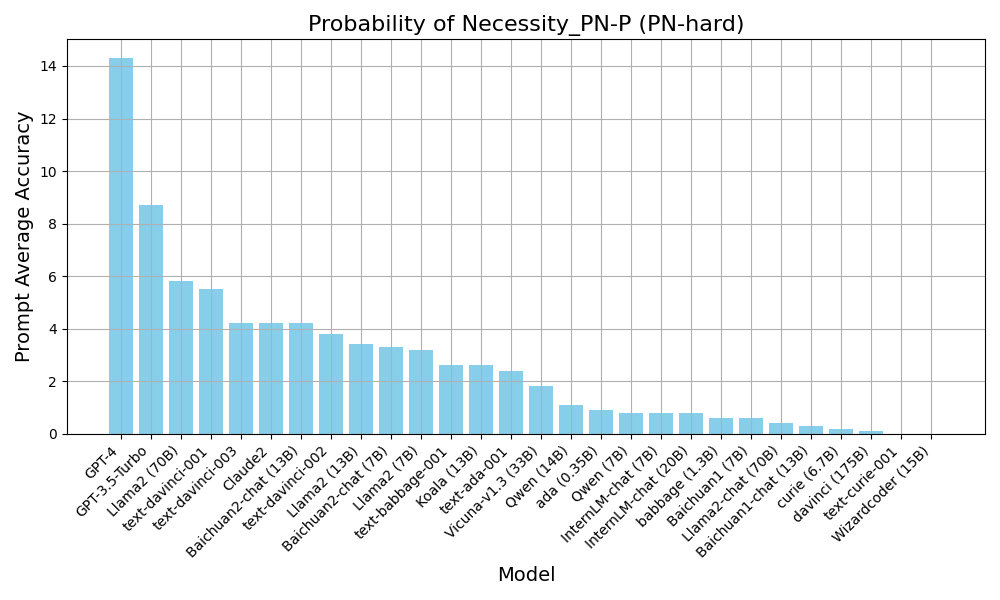 Probability of Necessity_PN-P (PN-hard)
Prompt Average Accuracy
14
12
10
8
6
4
2
0
GPT-4
GPT-3.5-Turbo
Llama2 (70B)
text-davinci-001
text-davinci-003
Claude2
Baichuan2-chat (13B)
text-davinci-002
Llama2 (13B)
Baichuan2-chat (7B)
Llama2 (7B)
text-babbage-001
Koala (13B)
text-ada-001
Vicuna-v1.3 (33B)
Qwen (14B)
ada (0.35B)
Qwen (7B)
InternLM-chat (7B)
InternLM-chat (20B)
babbage (1.3B)
Baichuan1 (7B)
Llama2-chat (70B)
Baichuan1-chat (13B)
curie (6.7B)
davinci (175B)
text-curie-001
Wizardcoder (15B)
Model